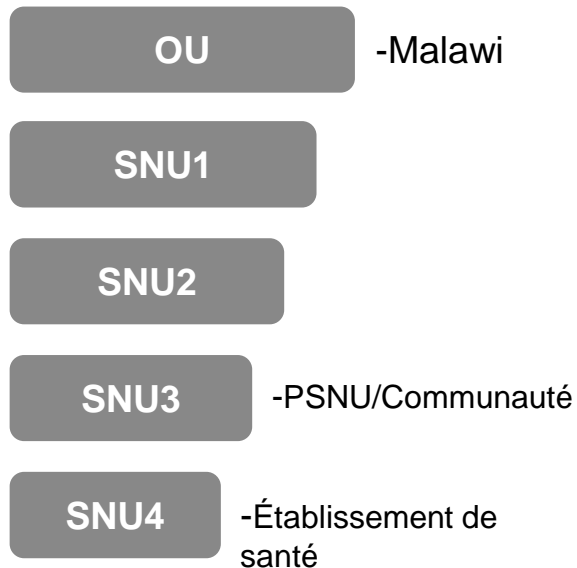 OU -Malawi
SNU1
SNU2
SNU3 -PSNU/Communauté
SNU4 -Établissement de
santé